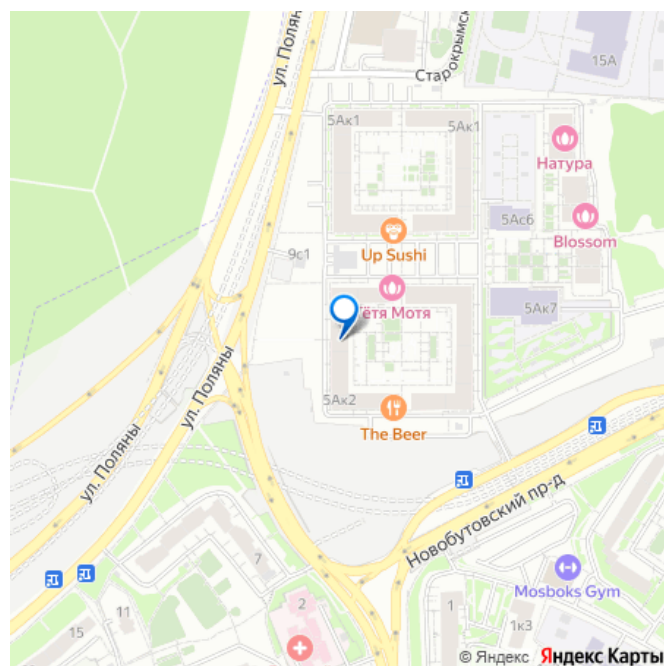 ул. Поляны
15А
Старокрымск
5Ак1
5Ак1
Натура
5Ас6
Blossom
9с1
Up Sushi
Тётя Мотя
5Ак7
ул. Поляны
5Ак2
The Beer
ул. Поляны
Новобутовский пр-д
7
Mosboks Gym
2
11
1
1к3
15
© Яндекс Яндекс Карты